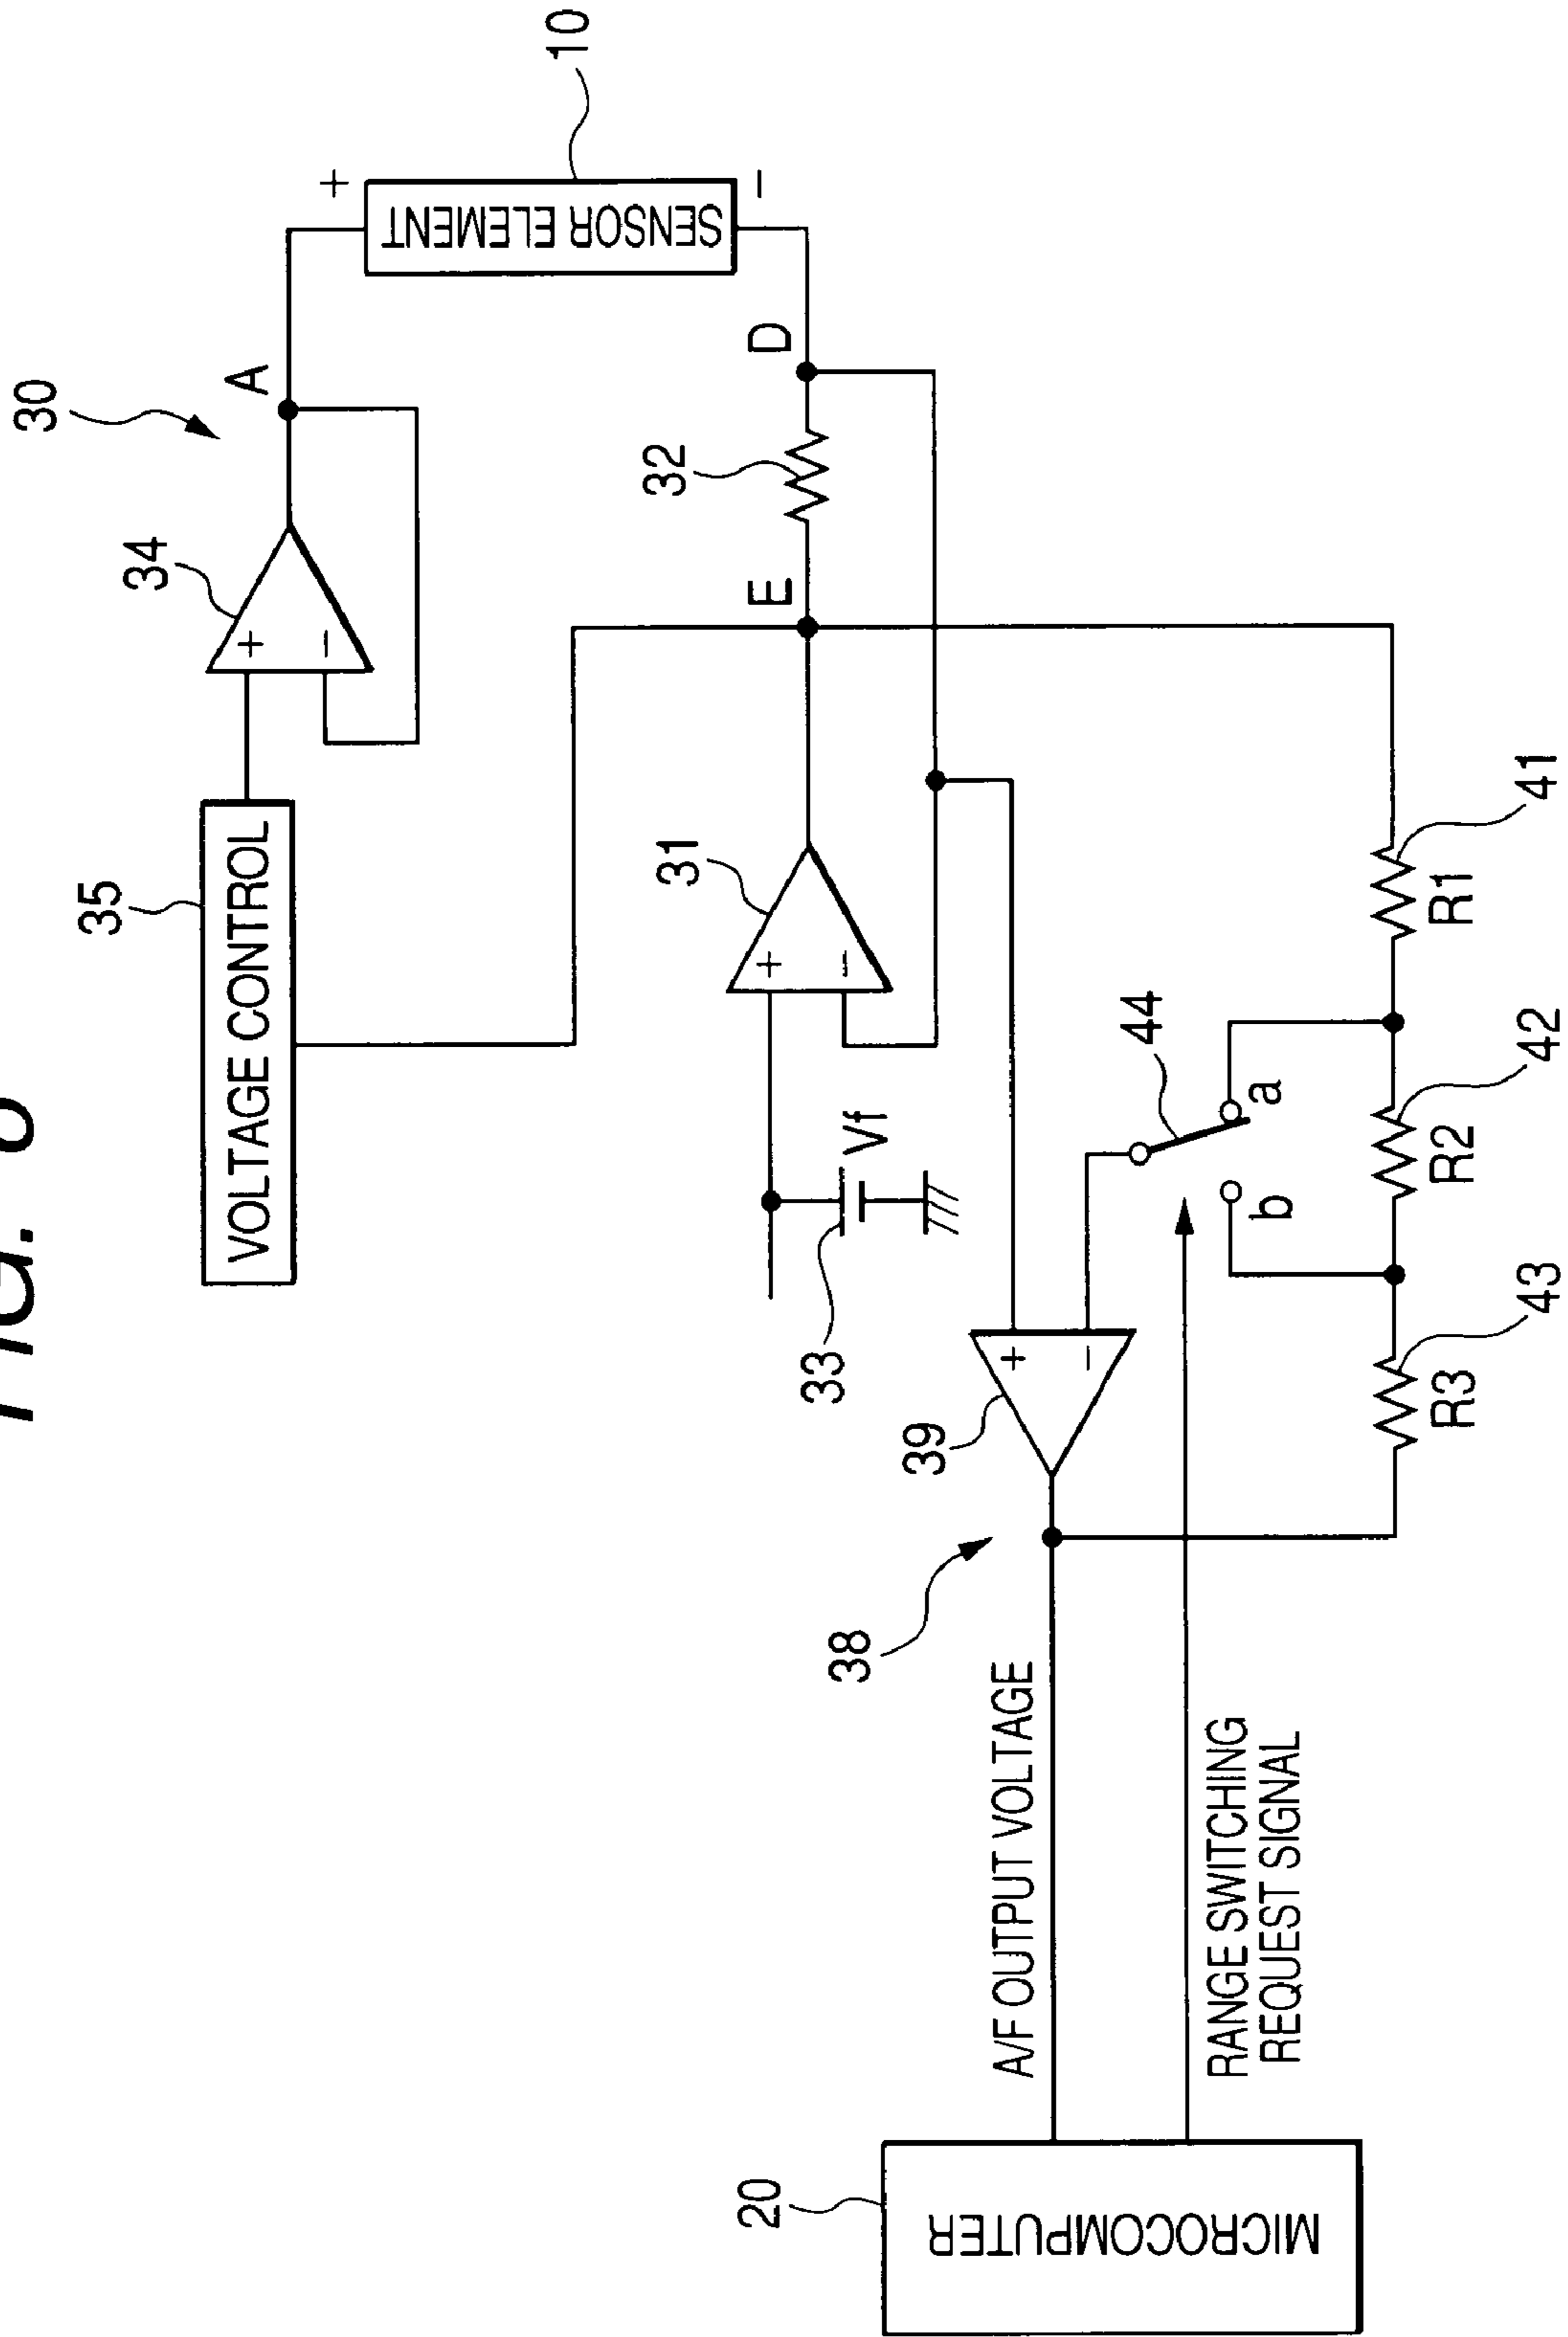 FIG.
30
35
34
VOLTAGE CONTROL
A
+
−
+
SENSOR ELEMENT
10
−
32
31
E
D
+
−
33
Vf
20
MICROCOMPUTER
38
39
+
−
A/F OUTPUT VOLTAGE
44
RANGE SWITCHING
REQUEST SIGNAL
b
a
R3
R2
R1
43
42
41